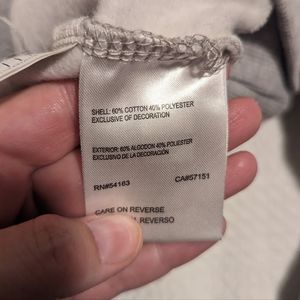 SHELL: 60% COTTON 40% POLYESTER
EXCLUSIVE OF DECORATION
EXTERIOR: 60% ALGODON 40% POLIESTER
EXCLUSIVO DE LA DECORACIÓN
RN#54163
CA#57151
CARE ON REVERSE
REVERSO